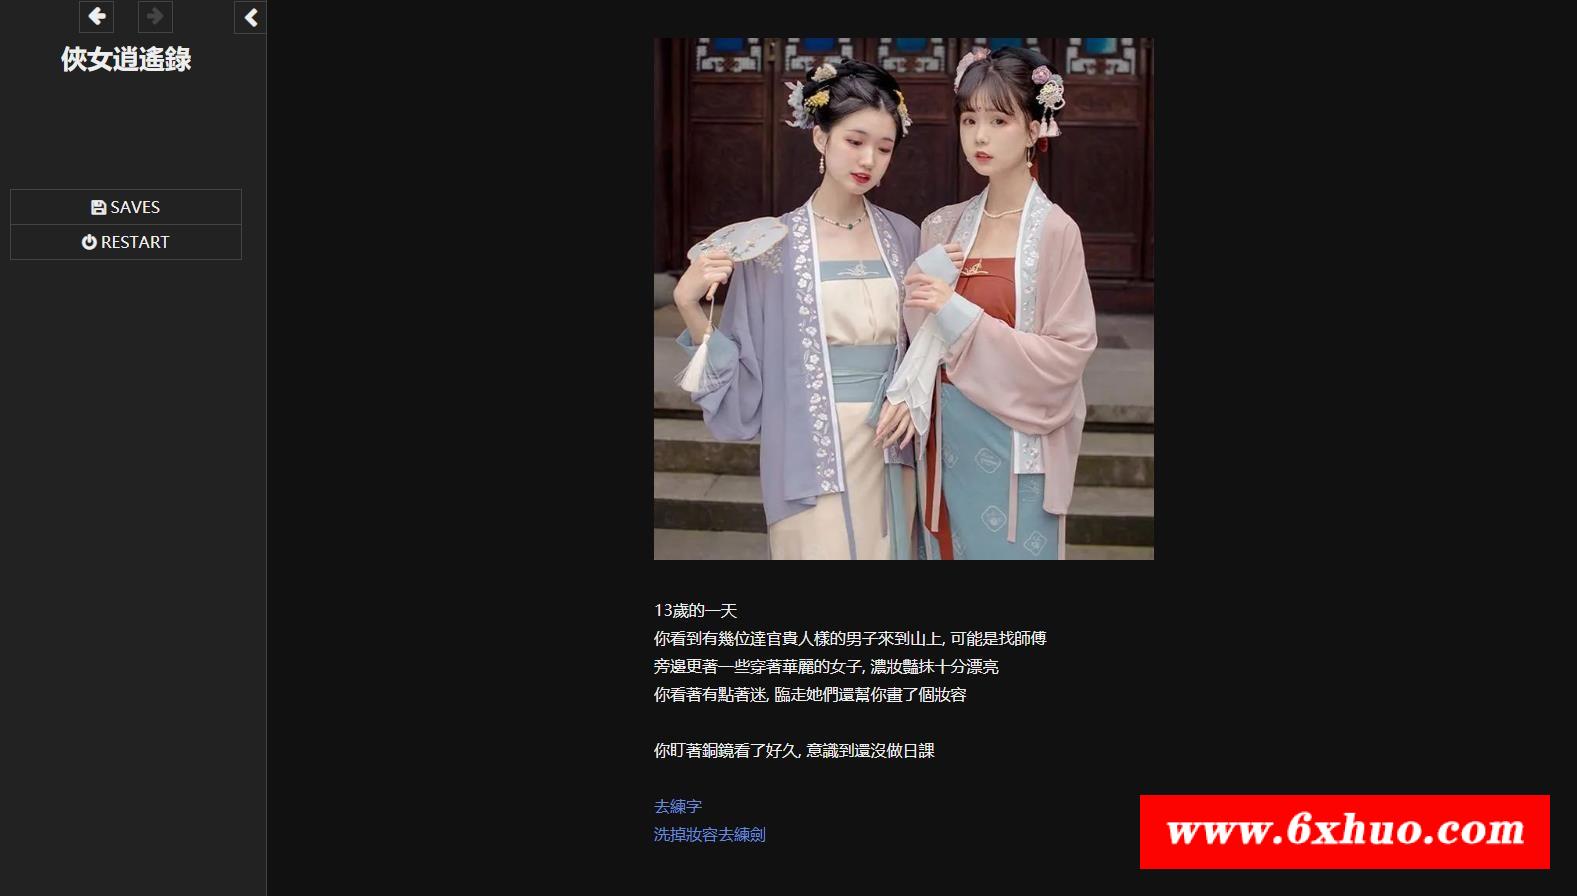 俠女逍遙錄
SAVES
RESTART
13歲的一天
你看到有幾位達官貴人樣的男子來到山上, 可能是找師傅
旁邊更著一些穿著華麗的女子, 濃妝豔抹十分漂亮
你看著有點著迷, 臨走她們還幫你畫了個妝容
你盯著銅鏡看了好久, 意識到還沒做日課
去練字
洗掉妝容去練劍
www.6xhuo.com